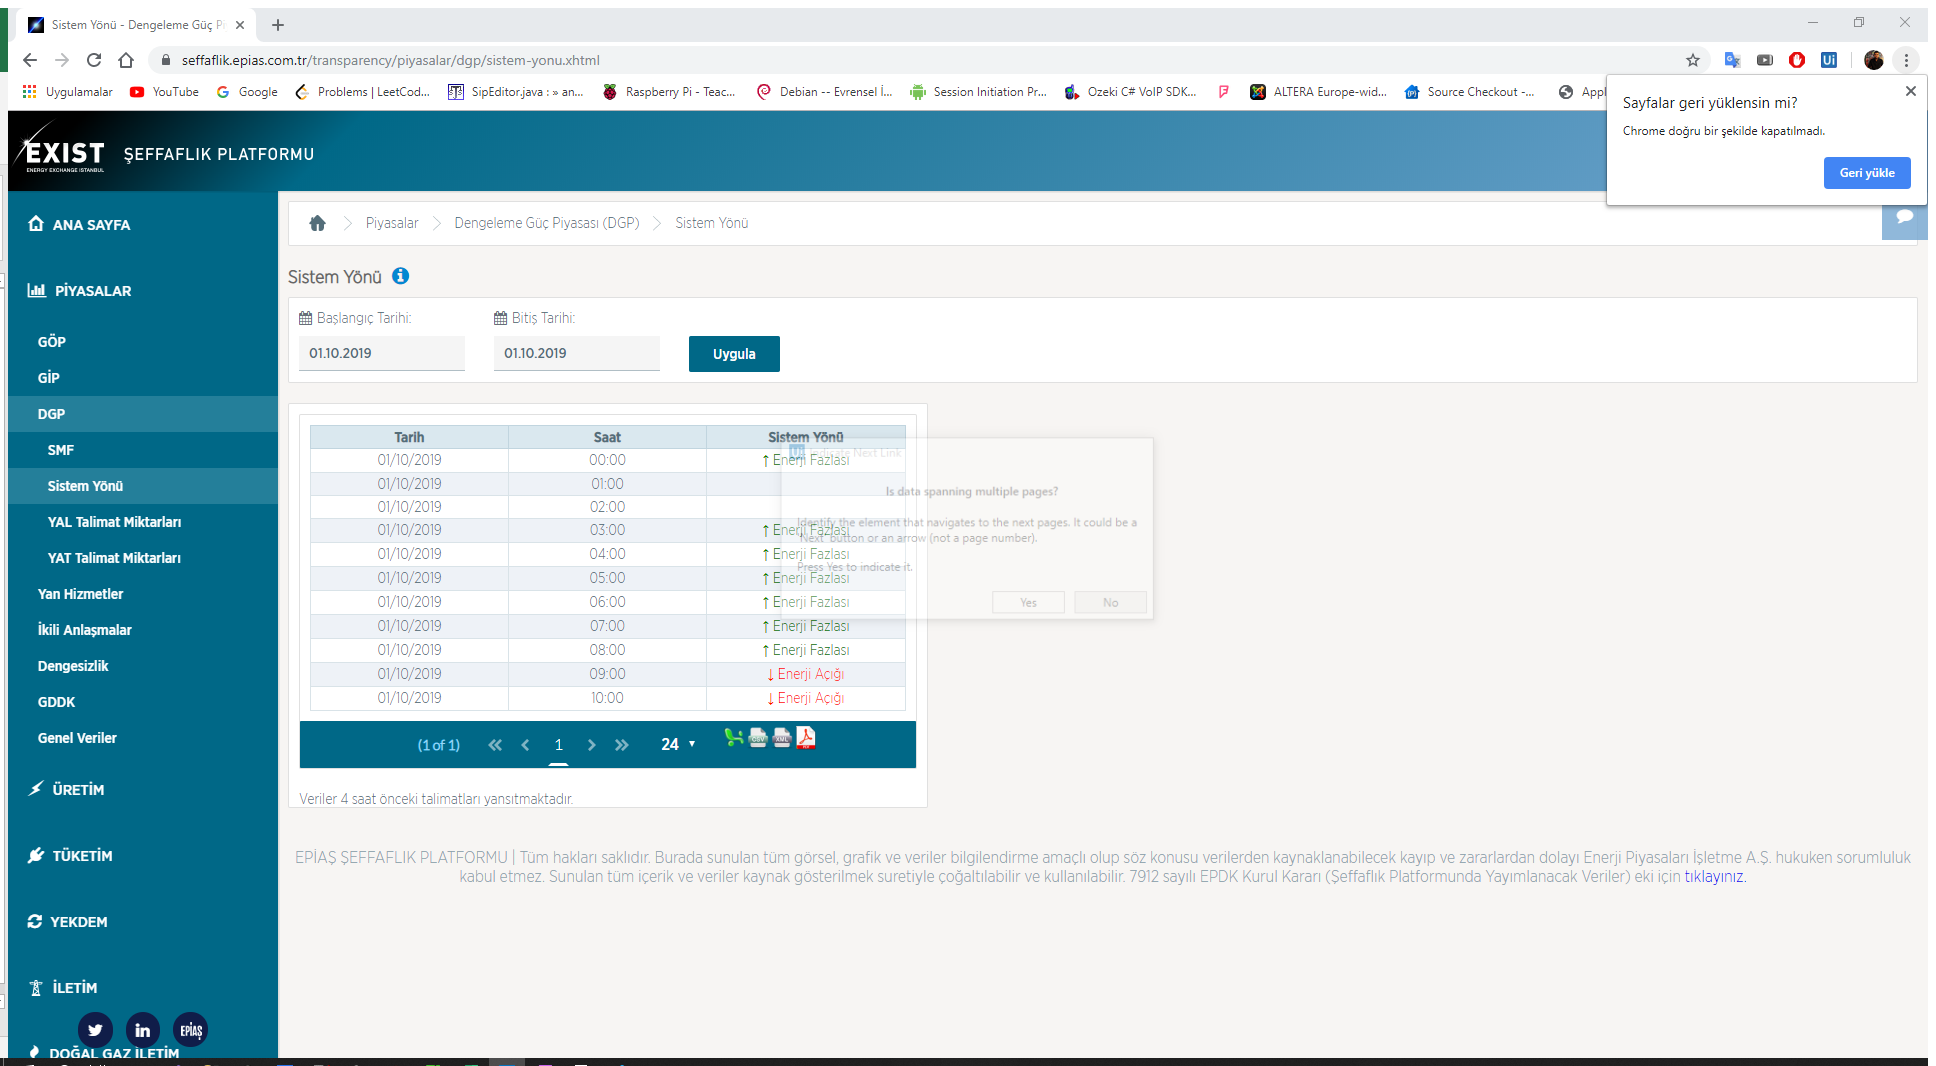 Sistem Yönü - Dengeleme Güç P
seffaflik.epias.com.tr/transparency/piyasalar/dgp/sistem-yonu.xhtml
Uygulamalar YouTube Google Problems | LeetCod... SipEditor.java : » an... Raspberry Pi - Teac... Debian -- Evrensel İ... Session Initiation Pr... Ozeki C# VoIP SDK... ALTERA Europe-wid... Source Checkout -... Appl
Sayfalar geri yüklensin mi?
Chrome doğru bir şekilde kapatılmadı.
Geri yükle
EXIST ŞEFFAFLIK PLATFORMU
ENERGY EXCHANGE ISTANBUL
ANA SAYFA
PİYASALAR
GÖP
GİP
DGP
SMF
Sistem Yönü
YAL Talimat Miktarları
YAT Talimat Miktarları
Yan Hizmetler
İkili Anlaşmalar
Dengesizlik
GDDK
Genel Veriler
ÜRETİM
TÜKETİM
YEKDEM
İLETİM
EPİAŞ
DOĞAL GAZ İLETİM
Piyasalar Dengeleme Güç Piyasası (DGP) Sistem Yönü
Sistem Yönü
Başlangıç Tarihi: Bitiş Tarihi:
01.10.2019 01.10.2019 Uygula
Tarih Saat Sistem Yönü
01/10/2019 00:00 ↑ Enerji Fazlası
01/10/2019 01:00
01/10/2019 02:00
01/10/2019 03:00 ↑ Enerji Fazlası
01/10/2019 04:00 ↑ Enerji Fazlası
01/10/2019 05:00 ↑ Enerji Fazlası
01/10/2019 06:00 ↑ Enerji Fazlası
01/10/2019 07:00 ↑ Enerji Fazlası
01/10/2019 08:00 ↑ Enerji Fazlası
01/10/2019 09:00 ↓ Enerji Açığı
01/10/2019 10:00 ↓ Enerji Açığı
(1 of 1) 1 24
CSV XML PDF
Veriler 4 saat önceki talimatları yansıtmaktadır.
Ui Indicate Next Link
Is data spanning multiple pages?
Identify the element that navigates to the next pages. It could be a
'Next' button or an arrow (not a page number).
Press Yes to indicate it.
Yes No
EPİAŞ ŞEFFAFLIK PLATFORMU | Tüm hakları saklıdır. Burada sunulan tüm görsel, grafik ve veriler bilgilendirme amaçlı olup söz konusu verilerden kaynaklanabilecek kayıp ve zararlardan dolayı Enerji Piyasaları İşletme A.Ş. hukuken sorumluluk
kabul etmez. Sunulan tüm içerik ve veriler kaynak gösterilmek suretiyle çoğaltılabilir ve kullanılabilir. 7912 sayılı EPDK Kurul Kararı (Şeffaflık Platformunda Yayımlanacak Veriler) eki için tıklayınız.